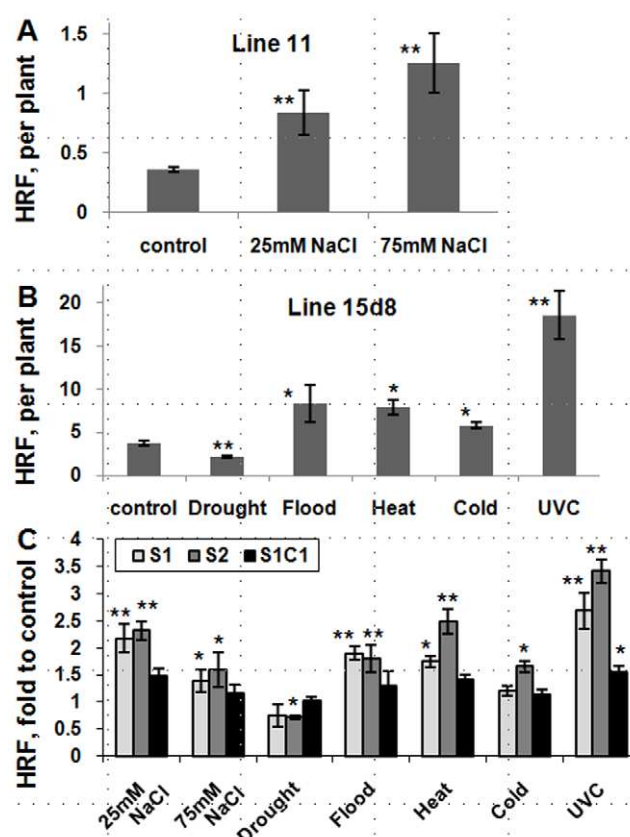 A
Line 11
HRF, per plant
1.5
1
0.5
0
**
**
control 25mM NaCl 75mM NaCl
B
Line 15d8
HRF, per plant
20
15
10
5
0
**
*
*
*
**
control Drought Flood Heat Cold UVC
C
HRF, fold to control
4
3.5
3
2.5
2
1.5
1
0.5
0
S1 S2 S1C1
** **
* *
*
** **
* **
*
** ** *
25mM NaCl
75mM NaCl
Drought
Flood
Heat
Cold
UVC